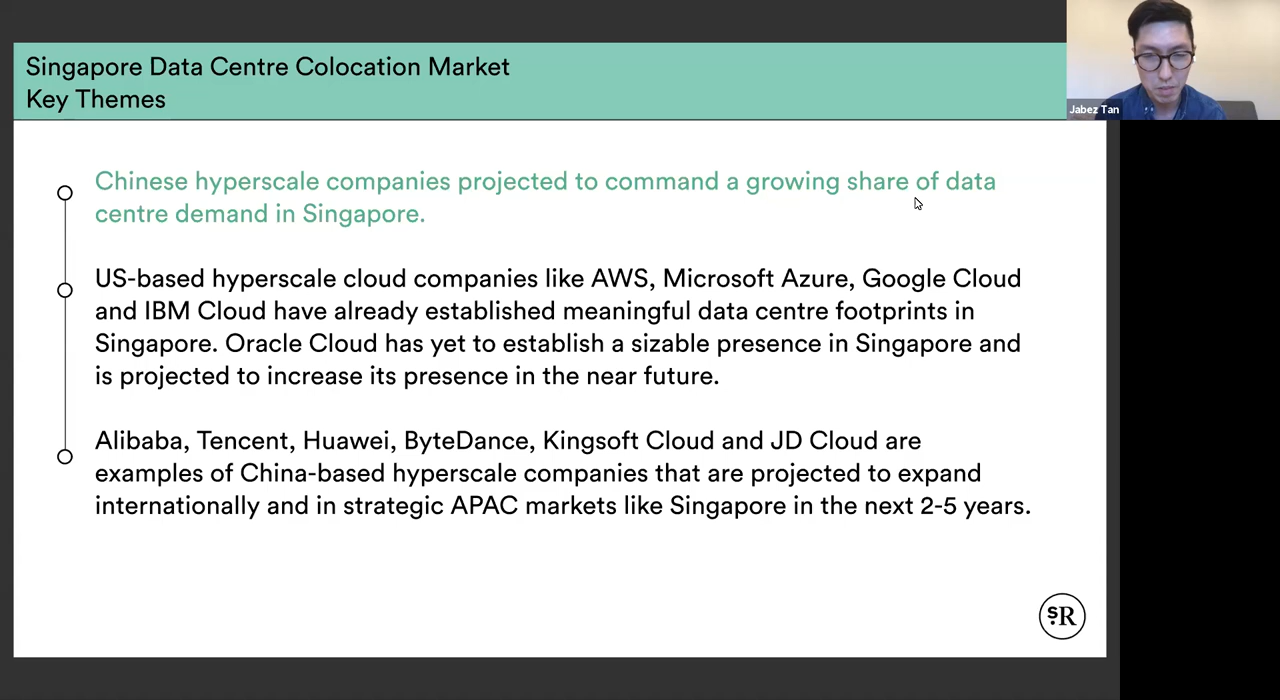 Singapore Data Centre Colocation Market
Key Themes
Jabez Tan
Chinese hyperscale companies projected to command a growing share of data
centre demand in Singapore.
US-based hyperscale cloud companies like AWS, Microsoft Azure, Google Cloud
and IBM Cloud have already established meaningful data centre footprints in
Singapore. Oracle Cloud has yet to establish a sizable presence in Singapore and
is projected to increase its presence in the near future.
Alibaba, Tencent, Huawei, ByteDance, Kingsoft Cloud and JD Cloud are
examples of China-based hyperscale companies that are projected to expand
internationally and in strategic APAC markets like Singapore in the next 2-5 years.
s.R